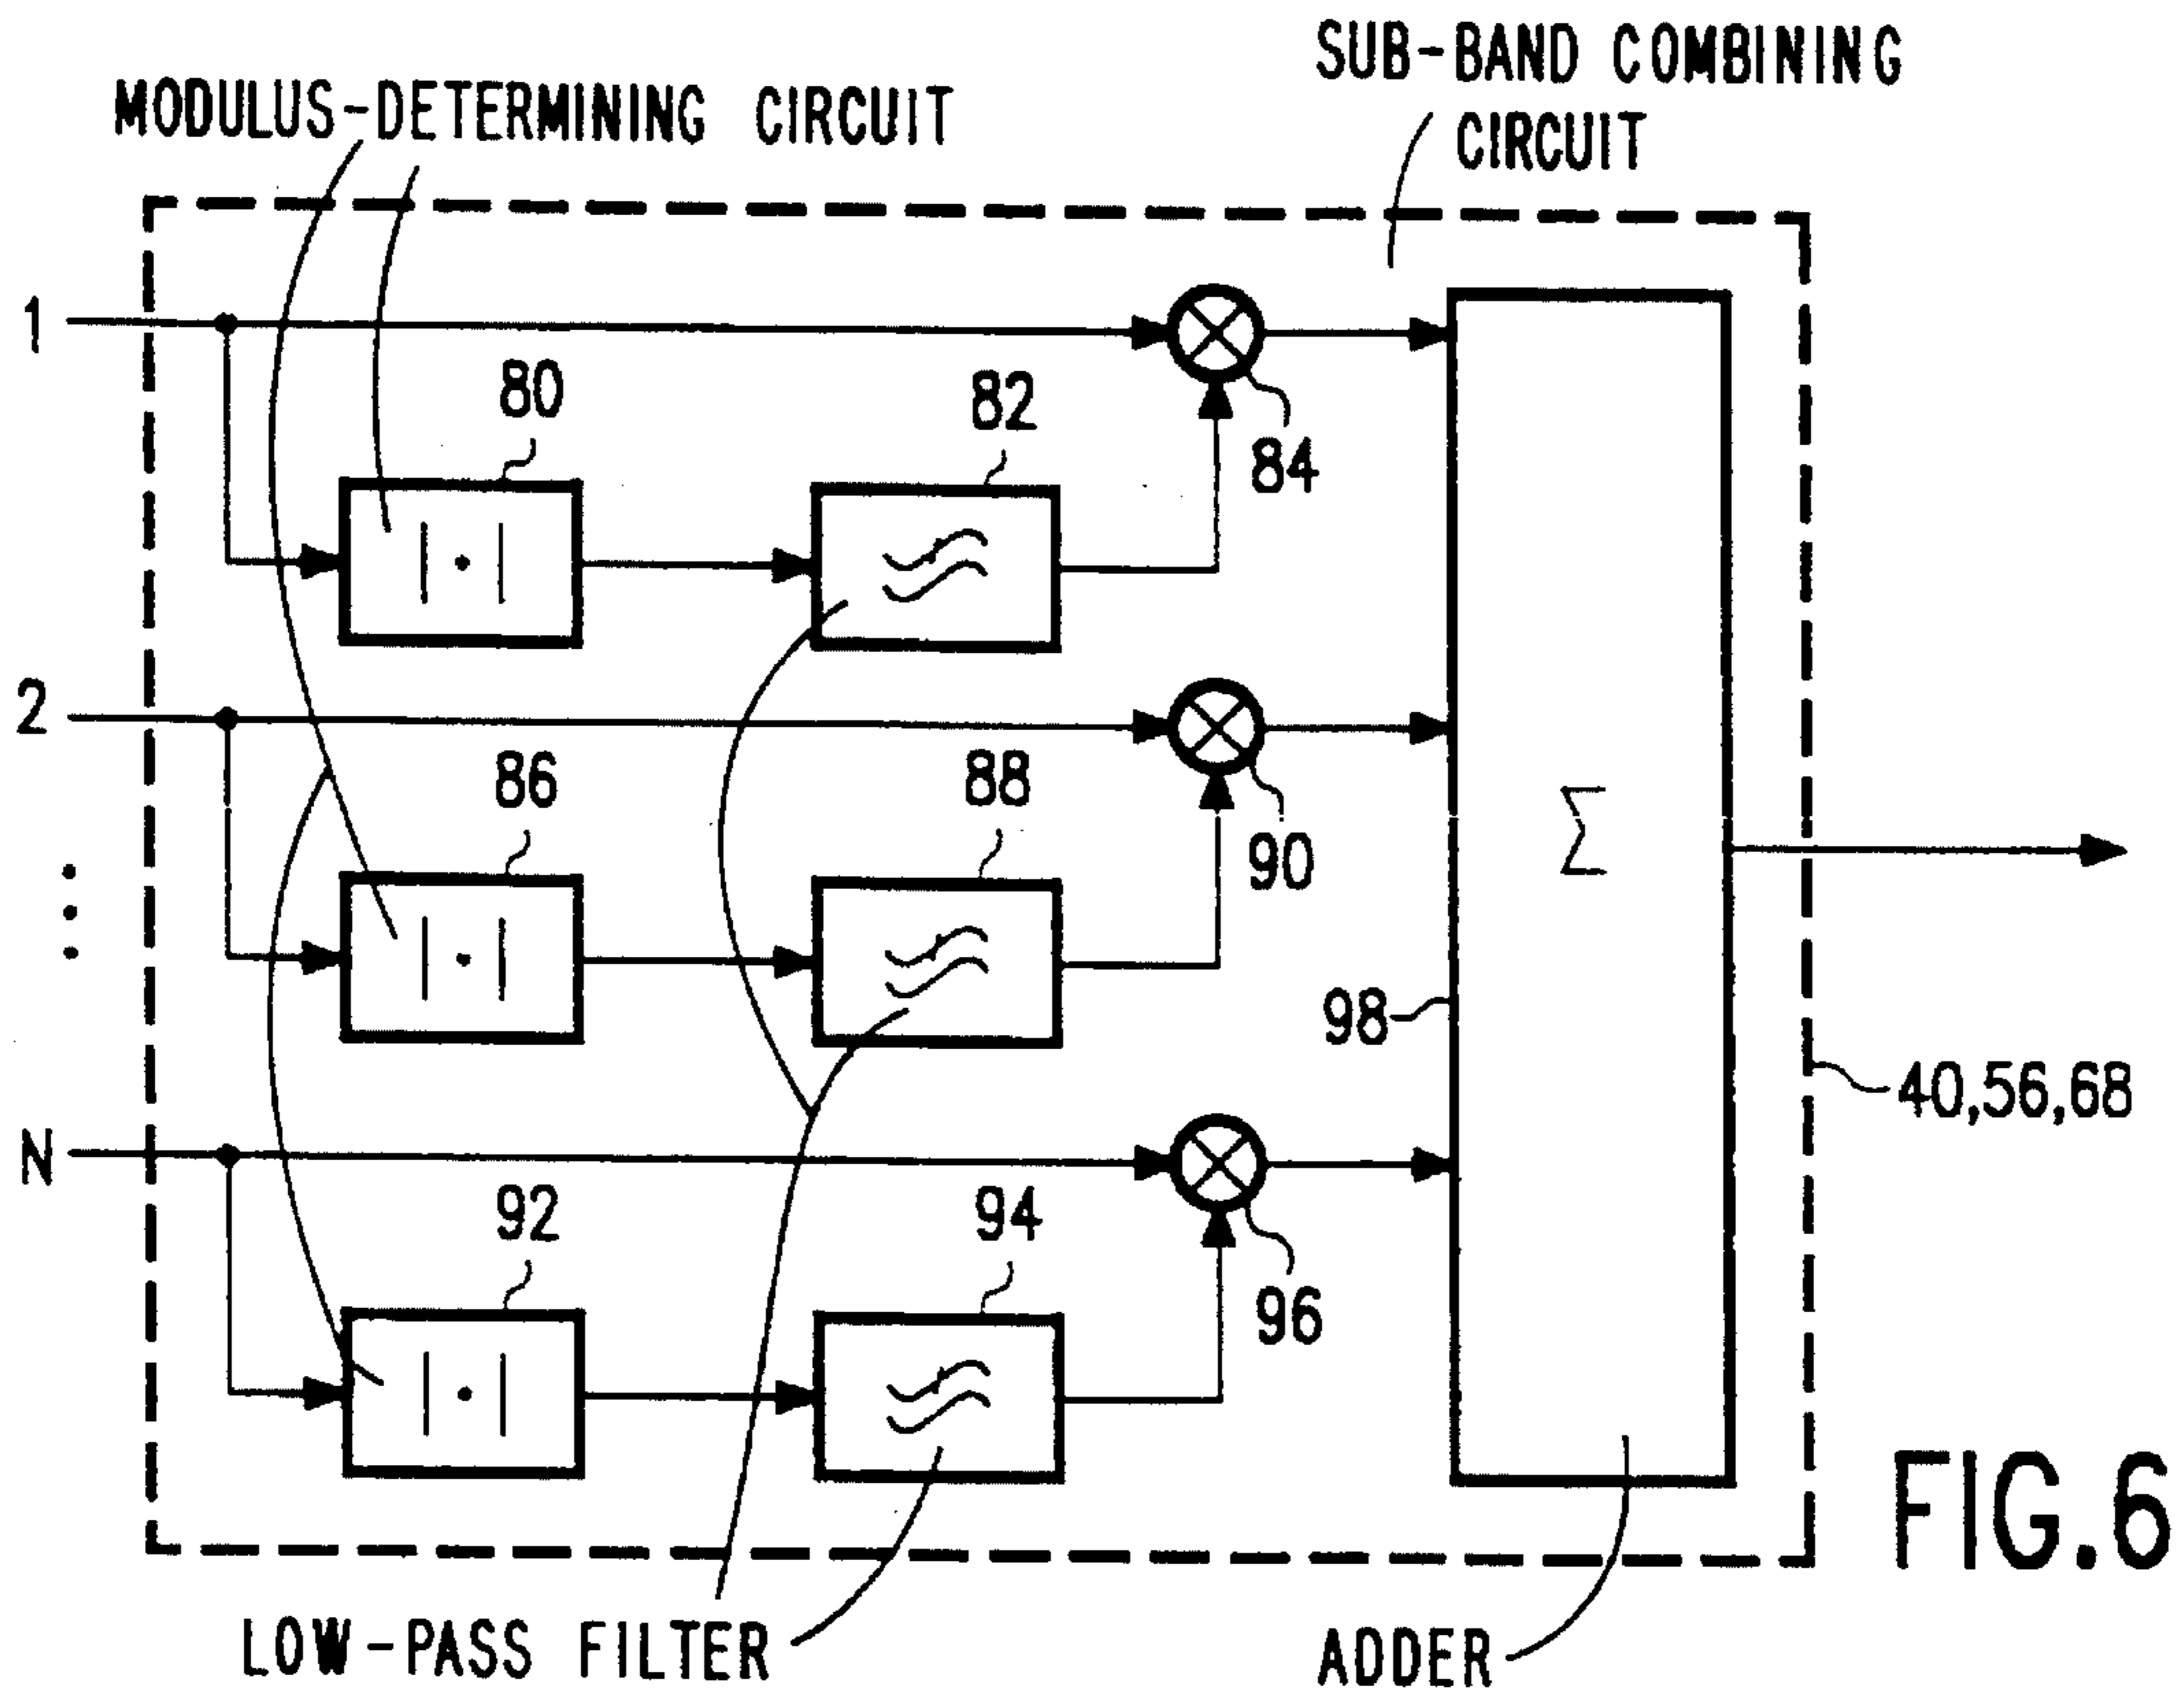 SUB-BAND COMBINING
CIRCUIT
MODULUS-DETERMINING CIRCUIT
1
80
82
84
| · |
2
86
88
90
| · |
Σ
98
40,56,68
N
92
94
96
| · |
FIG.6
LOW-PASS FILTER
ADDER